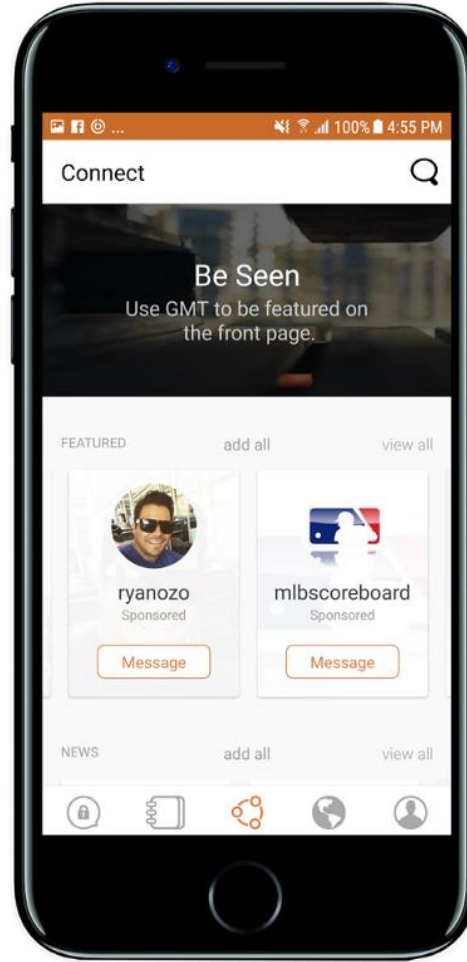 ... 100% 4:55 PM
Connect
Be Seen
Use GMT to be featured on
the front page.
FEATURED add all view all
ryanozo mlbscoreboard
Sponsored Sponsored
Message Message
NEWS add all view all